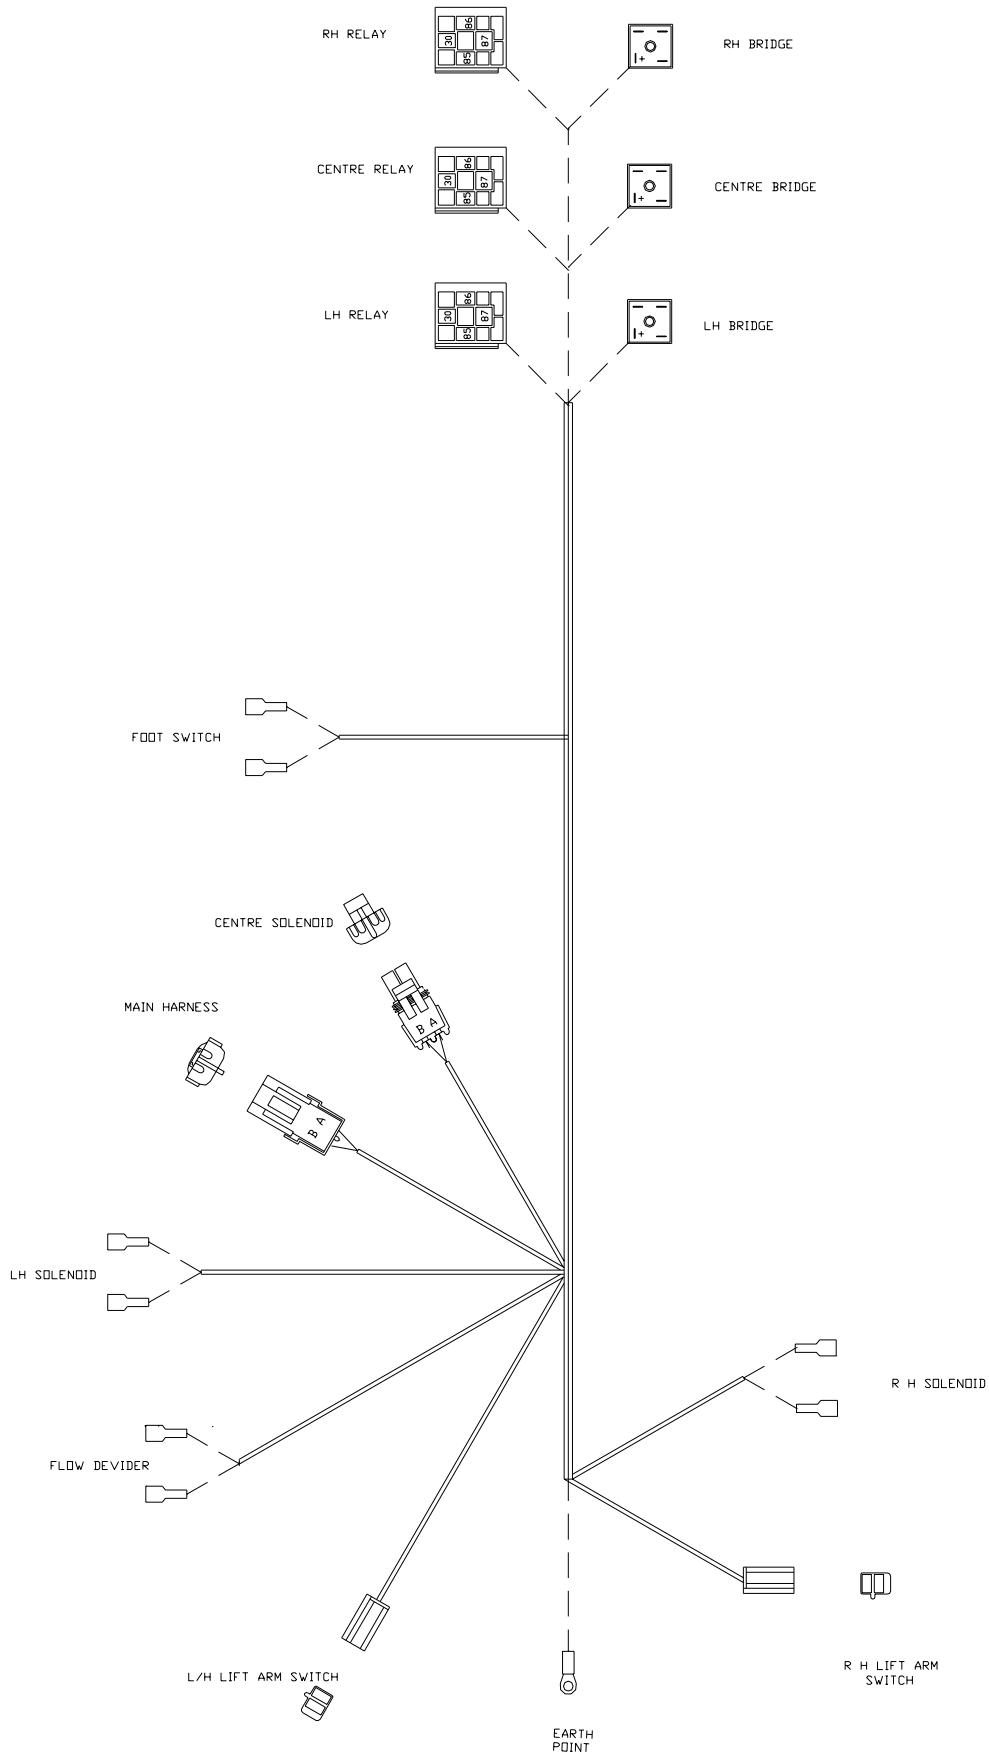 RH RELAY
86
30
87
85
RH BRIDGE
+
CENTRE RELAY
86
30
87
85
CENTRE BRIDGE
+
LH RELAY
86
30
87
85
LH BRIDGE
+
FOOT SWITCH
CENTRE SOLENOID
B A
MAIN HARNESS
B A
LH SOLENOID
R H SOLENOID
FLOW DEVIDER
L/H LIFT ARM SWITCH
R H LIFT ARM
SWITCH
EARTH
POINT